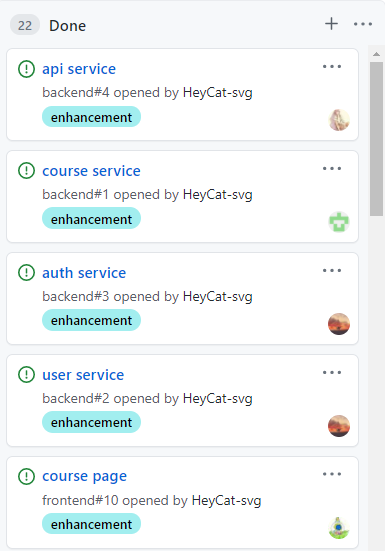 22 Done
api service
backend#4 opened by HeyCat-svg
enhancement
course service
backend#1 opened by HeyCat-svg
enhancement
auth service
backend#3 opened by HeyCat-svg
enhancement
user service
backend#2 opened by HeyCat-svg
enhancement
course page
frontend#10 opened by HeyCat-svg
enhancement